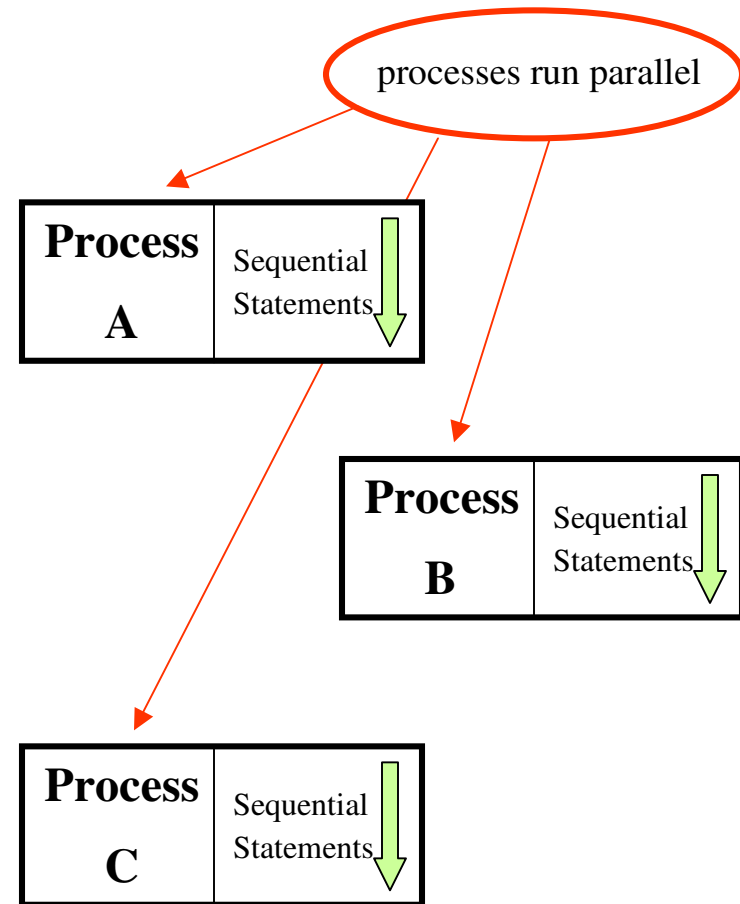 processes run parallel
Process
A
Sequential
Statements
Process
B
Sequential
Statements
Process
C
Sequential
Statements